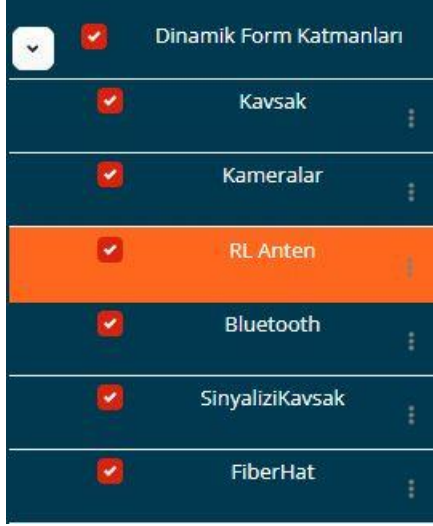 Dinamik Form Katmanları
Kavsak
Kameralar
RL Anten
Bluetooth
SinyaliziKavsak
FiberHat